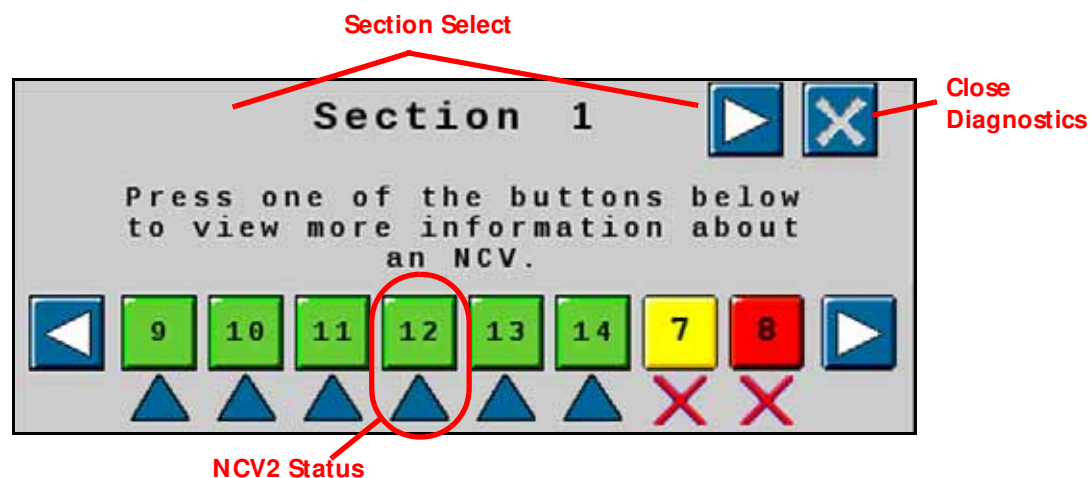 Section Select
Close
Diagnostics
Section 1
Press one of the buttons below
to view more information about
an NCV.
9 10 11 12 13 14 7 8
NCV2 Status